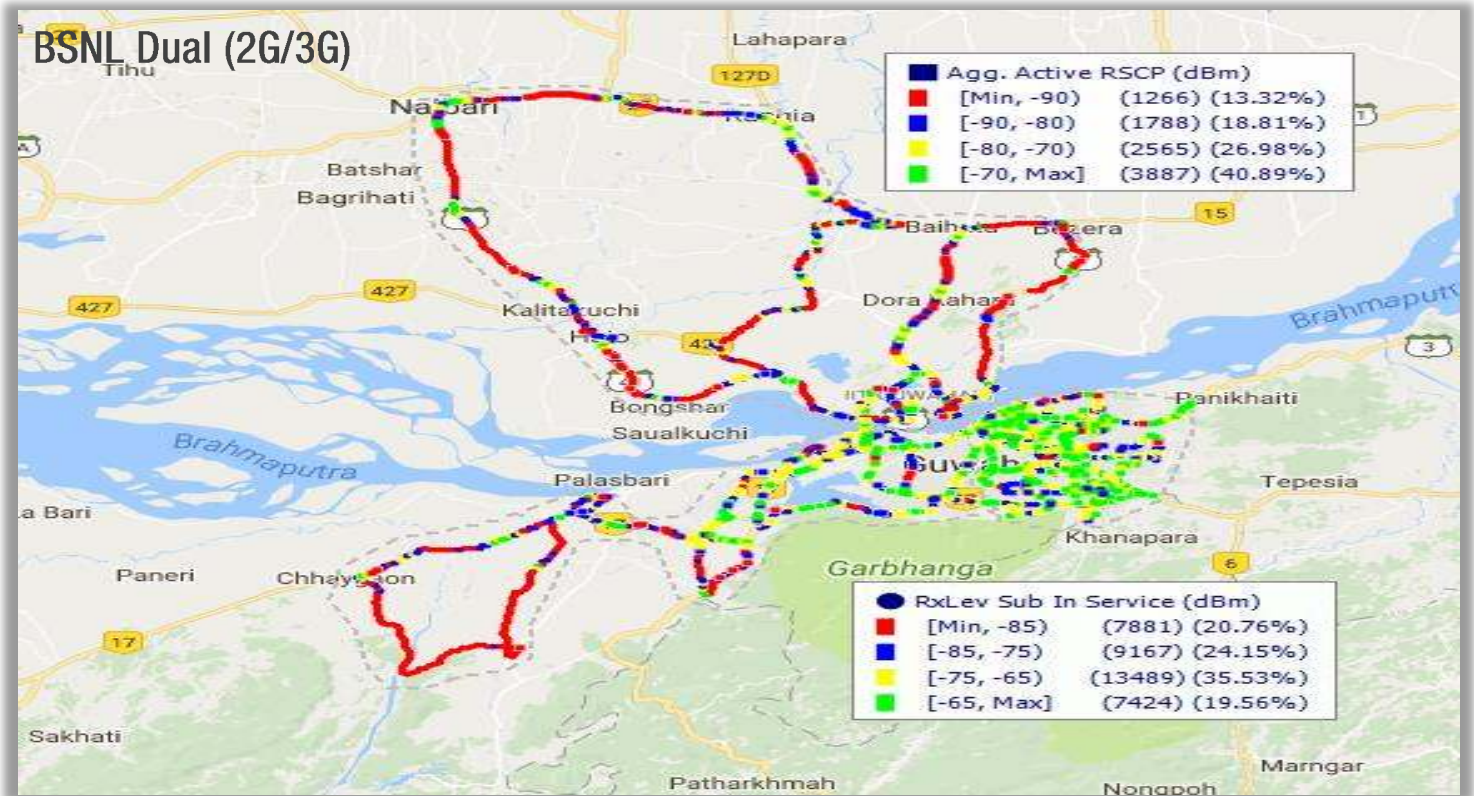 BSNL Dual (2G/3G)
Tihu
Lahapara
127D
Agg. Active RSCP (dBm)
[Min, -90) (1266) (13.32%)
[-90, -80) (1788) (18.81%)
[-80, -70) (2565) (26.98%)
[-70, Max] (3887) (40.89%)
Batshar
Bagrihati
15
427
427
Dora
Brahmaputra
3
Bongshar
Saualkuchi
Panikhaiti
Brahmaputra
Palasbari
Tepesia
a Bari
Khanapara
Paneri
Garbhanga
6
RxLev Sub In Service (dBm)
[Min, -85) (7881) (20.76%)
[-85, -75) (9167) (24.15%)
[-75, -65) (13489) (35.53%)
[-65, Max] (7424) (19.56%)
17
Sakhati
Marngar
Patharkhmah
Nongpoh